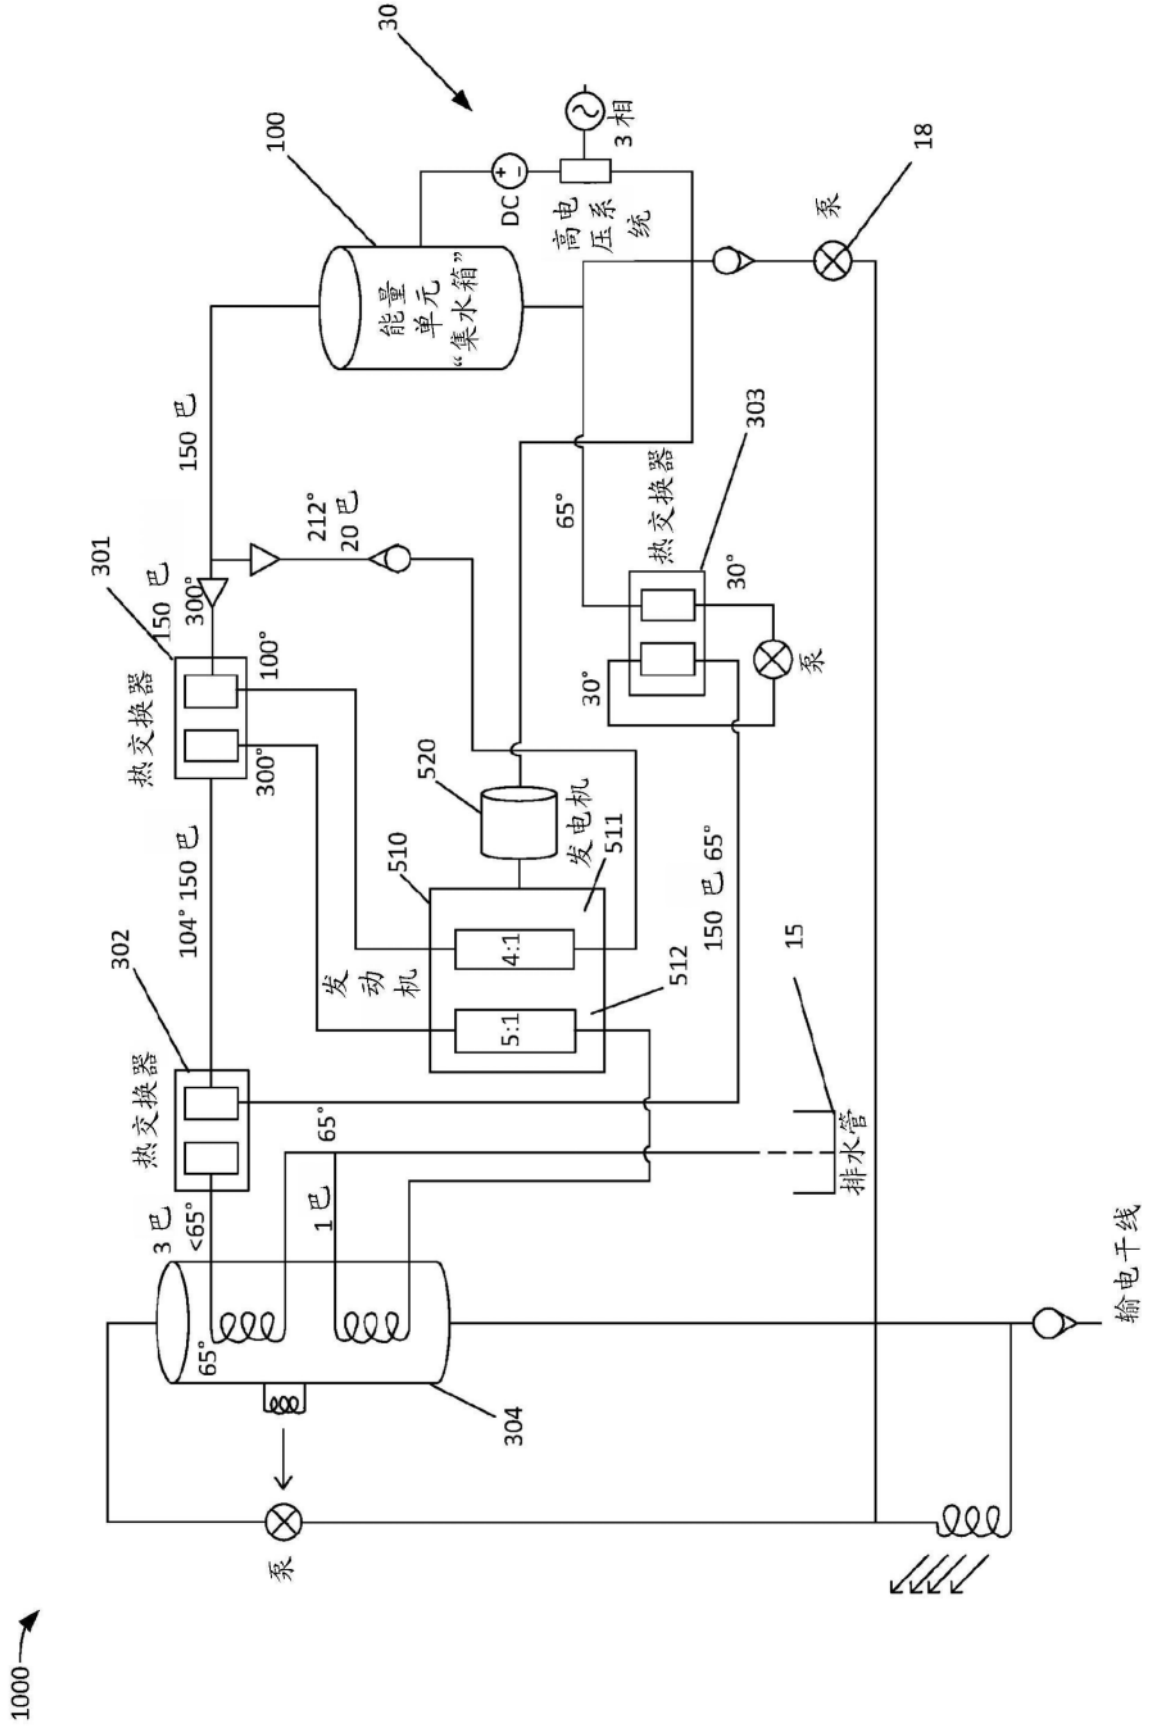 1000
301
302
热交换器
热交换器
150 巴
3 巴
<65°
104° 150 巴
300°
150 巴
65°
100°
300°
100
泵
1 巴
65°
212°
20 巴
发
动
机
510
30
能量
单元
“集水箱”
520
304
5:1
4:1
DC
65°
发电机
高电
压系
统
30°
511
512
3 相
热交换器
150 巴 65°
30°
303
15
泵
泵
排水管
18
输电干线